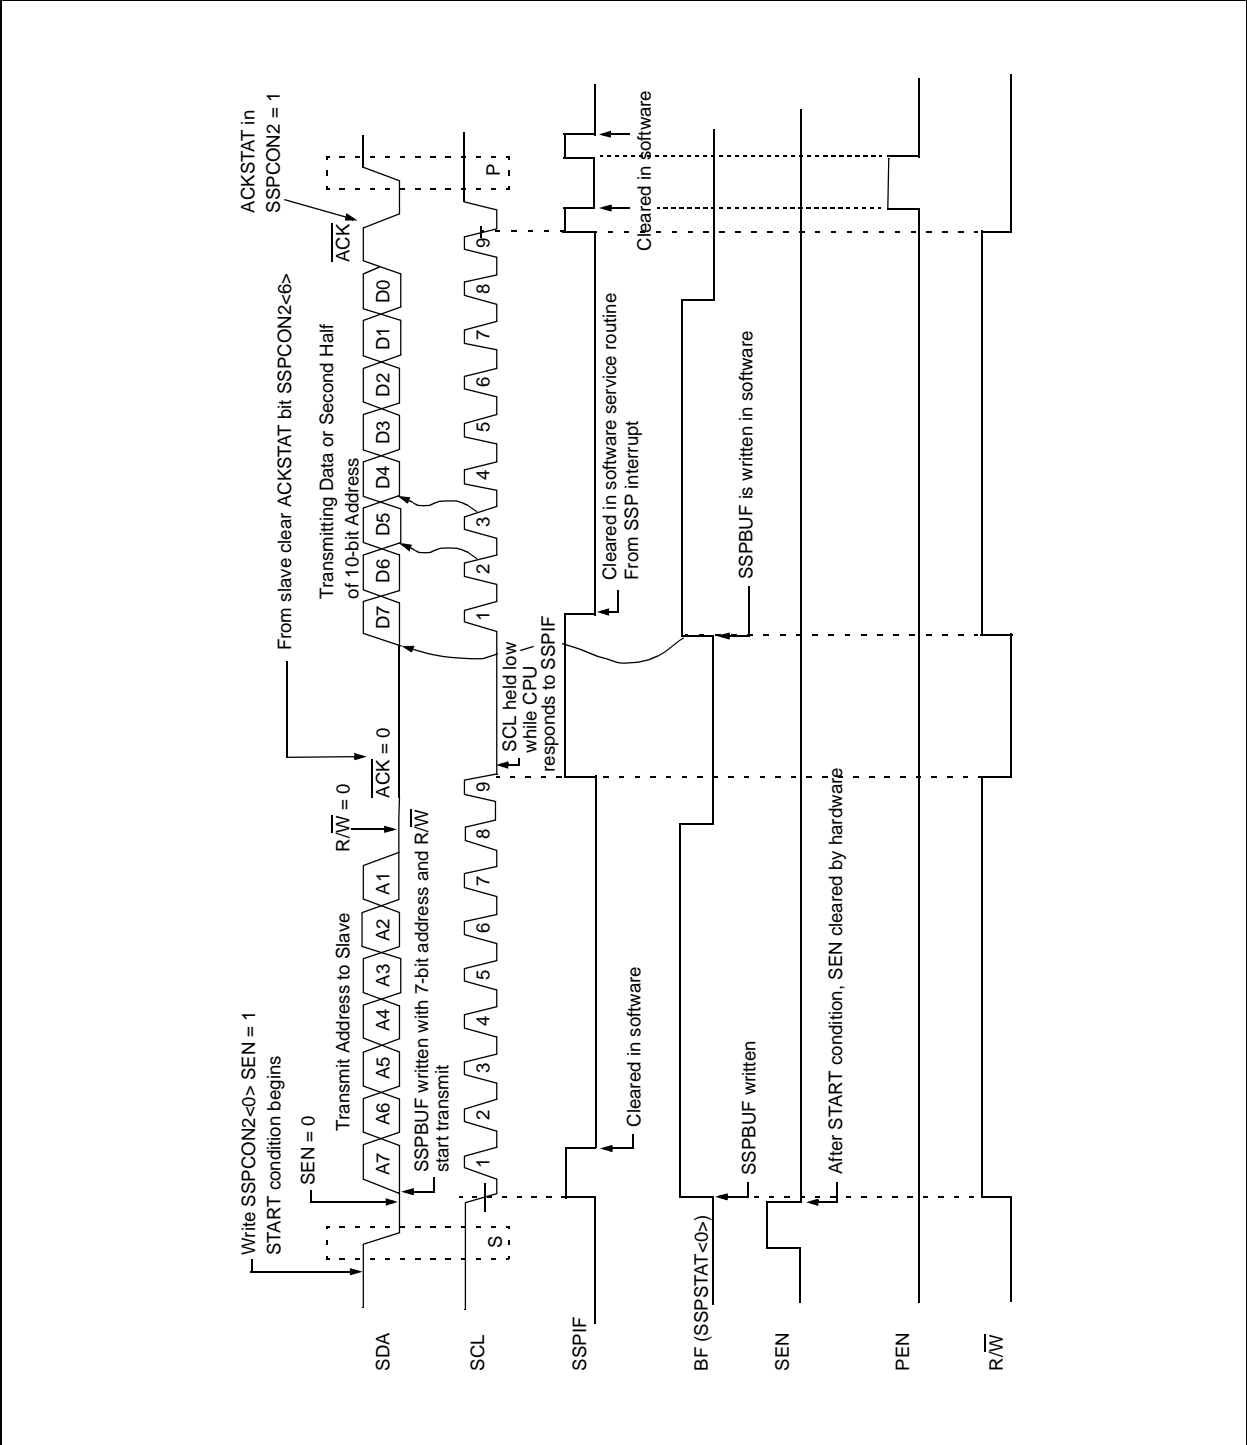 Write SSPCON2<0> SEN = 1
START condition begins
SEN = 0
Transmit Address to Slave
R/W = 0
ACK = 0
From slave clear ACKSTAT bit SSPCON2<6>
Transmitting Data or Second Half
of 10-bit Address
ACK
ACKSTAT in
SSPCON2 = 1
SDA
A7 A6 A5 A4 A3 A2 A1
D7 D6 D5 D4 D3 D2 D1 D0
SSPBUF written with 7-bit address and R/W
start transmit
SCL
S
1 2 3 4 5 6 7 8 9
1 2 3 4 5 6 7 8 9
P
SCL held low
while CPU
responds to SSPIF
SSPIF
Cleared in software
Cleared in software service routine
From SSP interrupt
Cleared in software
BF (SSPSTAT<0>)
SSPBUF written
SSPBUF is written in software
SEN
After START condition, SEN cleared by hardware
PEN
R/W